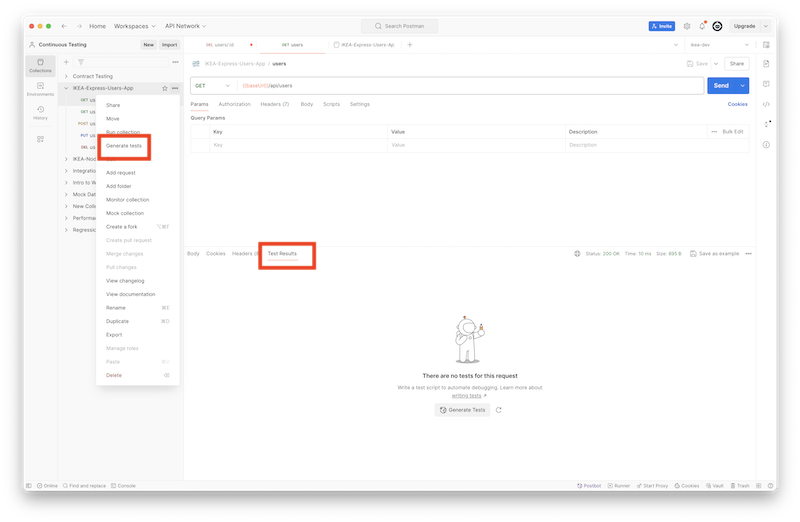 Home Workspaces API Network Search Postman Invite Upgrade
Continuous Testing New Import DEL users/:id GET users IKEA-Express-Users-Ap ikea-dev
Collections
Environments
History
Contract Testing
IKEA-Express-Users-App
GET us
GET us
POST us
PUT us
DEL us
IKEA-Nod
Integration
Intro to W
Mock Dat
New Colle
Performa
Regressio
Share
Move
Run collection
Generate tests
Add request
Add folder
Monitor collection
Mock collection
Create a fork ⌥⌘F
Create pull request
Merge changes
Pull changes
View changelog
View documentation
Rename ⌘E
Duplicate ⌘D
Export
Manage roles
Paste
Delete
IKEA-Express-Users-App / users Save Share
GET {{baseUrl}}/api/users Send
Params Authorization Headers (7) Body Scripts Settings Cookies
Query Params
Key Value Description Bulk Edit
Key Value Description
Body Cookies Headers Test Results Status: 200 OK Time: 10 ms Size: 995 B Save as example
There are no tests for this request
Write a test script to automate debugging. Learn more about
writing tests
Generate Tests
Online Find and replace Console Postbot Runner Start Proxy Cookies Vault Trash